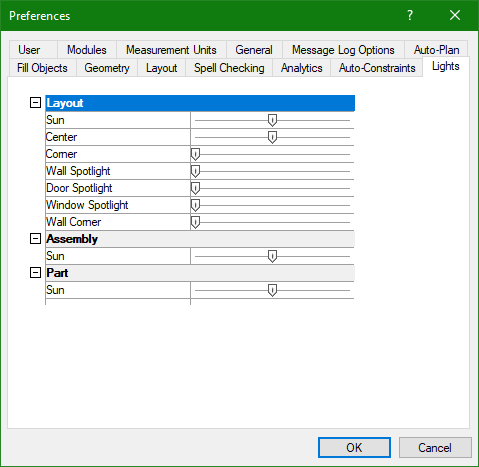 Preferences
User Modules Measurement Units General Message Log Options Auto-Plan
Fill Objects Geometry Layout Spell Checking Analytics Auto-Constraints Lights
Layout
Sun
Center
Corner
Wall Spotlight
Door Spotlight
Window Spotlight
Wall Corner
Assembly
Sun
Part
Sun
OK Cancel